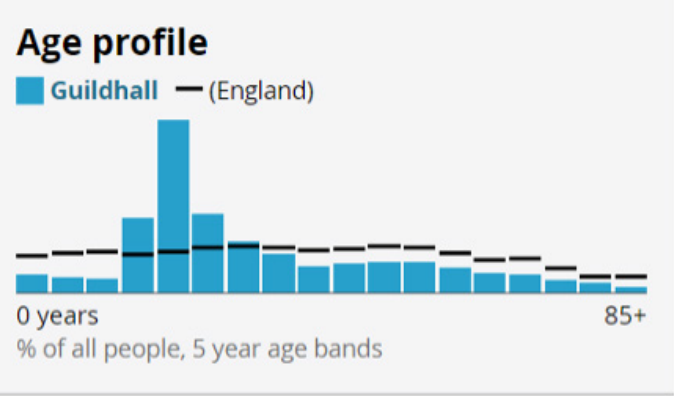 Age profile
Guildhall (England)
0 years 85+
% of all people, 5 year age bands